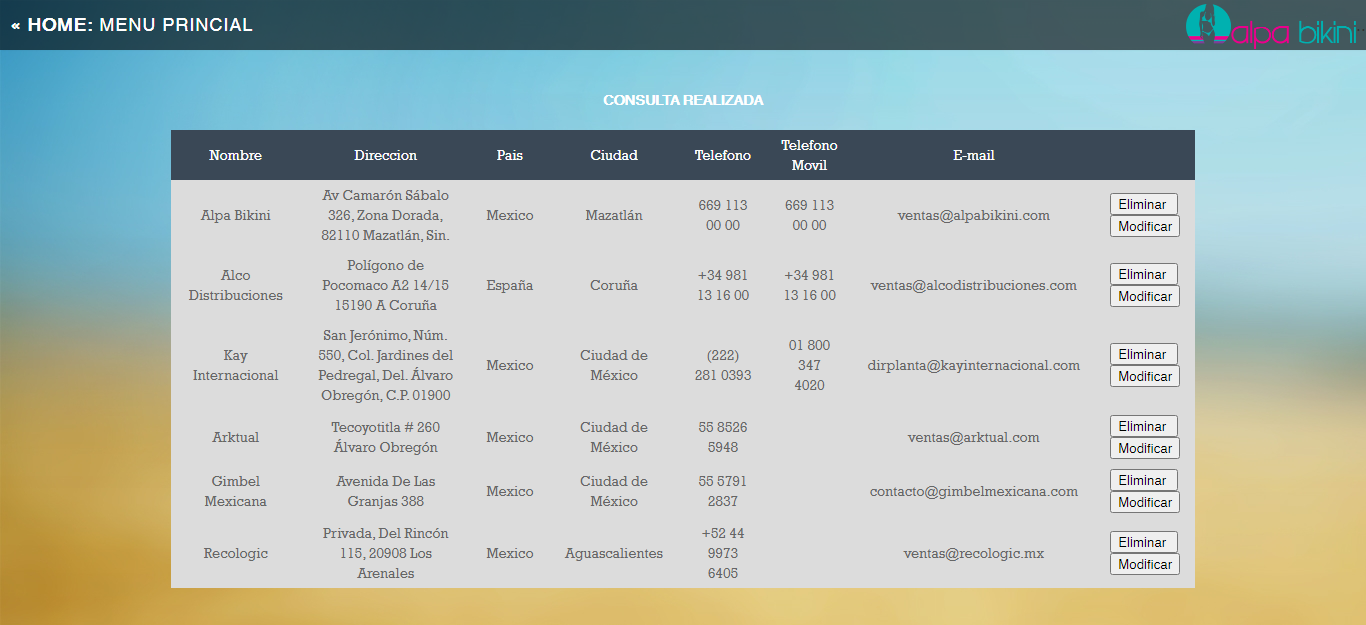 « HOME: MENU PRINCIAL
alpa bikini
CONSULTA REALIZADA
Nombre Direccion Pais Ciudad Telefono Telefono Movil E-mail
Alpa Bikini
Av Camarón Sábalo
326, Zona Dorada,
82110 Mazatlán, Sin.
Mexico
Mazatlán
669 113
00 00
669 113
00 00
ventas@alpabikini.com
Eliminar
Modificar
Alco
Distribuciones
Polígono de
Pocomaco A2 14/15
15190 A Coruña
España
Coruña
+34 981
13 16 00
+34 981
13 16 00
ventas@alcodistribuciones.com
Eliminar
Modificar
Kay
Internacional
San Jerónimo, Núm.
550, Col. Jardines del
Pedregal, Del. Álvaro
Obregón, C.P. 01900
Mexico
Ciudad de
México
(222)
281 0393
01 800
347
4020
dirplanta@kayinternacional.com
Eliminar
Modificar
Arktual
Tecoyotitla # 260
Álvaro Obregón
Mexico
Ciudad de
México
55 8526
5948
ventas@arktual.com
Eliminar
Modificar
Gimbel
Mexicana
Avenida De Las
Granjas 388
Mexico
Ciudad de
México
55 5791
2837
contacto@gimbelmexicana.com
Eliminar
Modificar
Recologic
Privada, Del Rincón
115, 20908 Los
Arenales
Mexico
Aguascalientes
+52 44
9973
6405
ventas@recologic.mx
Eliminar
Modificar